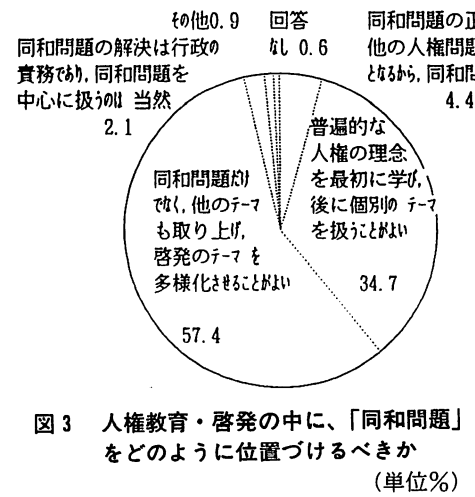 その他0.9
回答
なし 0.6
同和問題の正
他の人権問題
となるから,同和問
4.4
同和問題の解決は行政の
責務であり,同和問題を
中心に扱うのは 当然
2.1
普遍的な
人権の理念
を最初に学び,
後に個別の テーマ
を扱うことがよい
34.7
同和問題だけ
でなく,他のテーマ
も取り上げ,
啓発のテーマ を
多様化させることがよい
57.4
図3 人権教育・啓発の中に、「同和問題」
をどのように位置づけるべきか
(単位%)